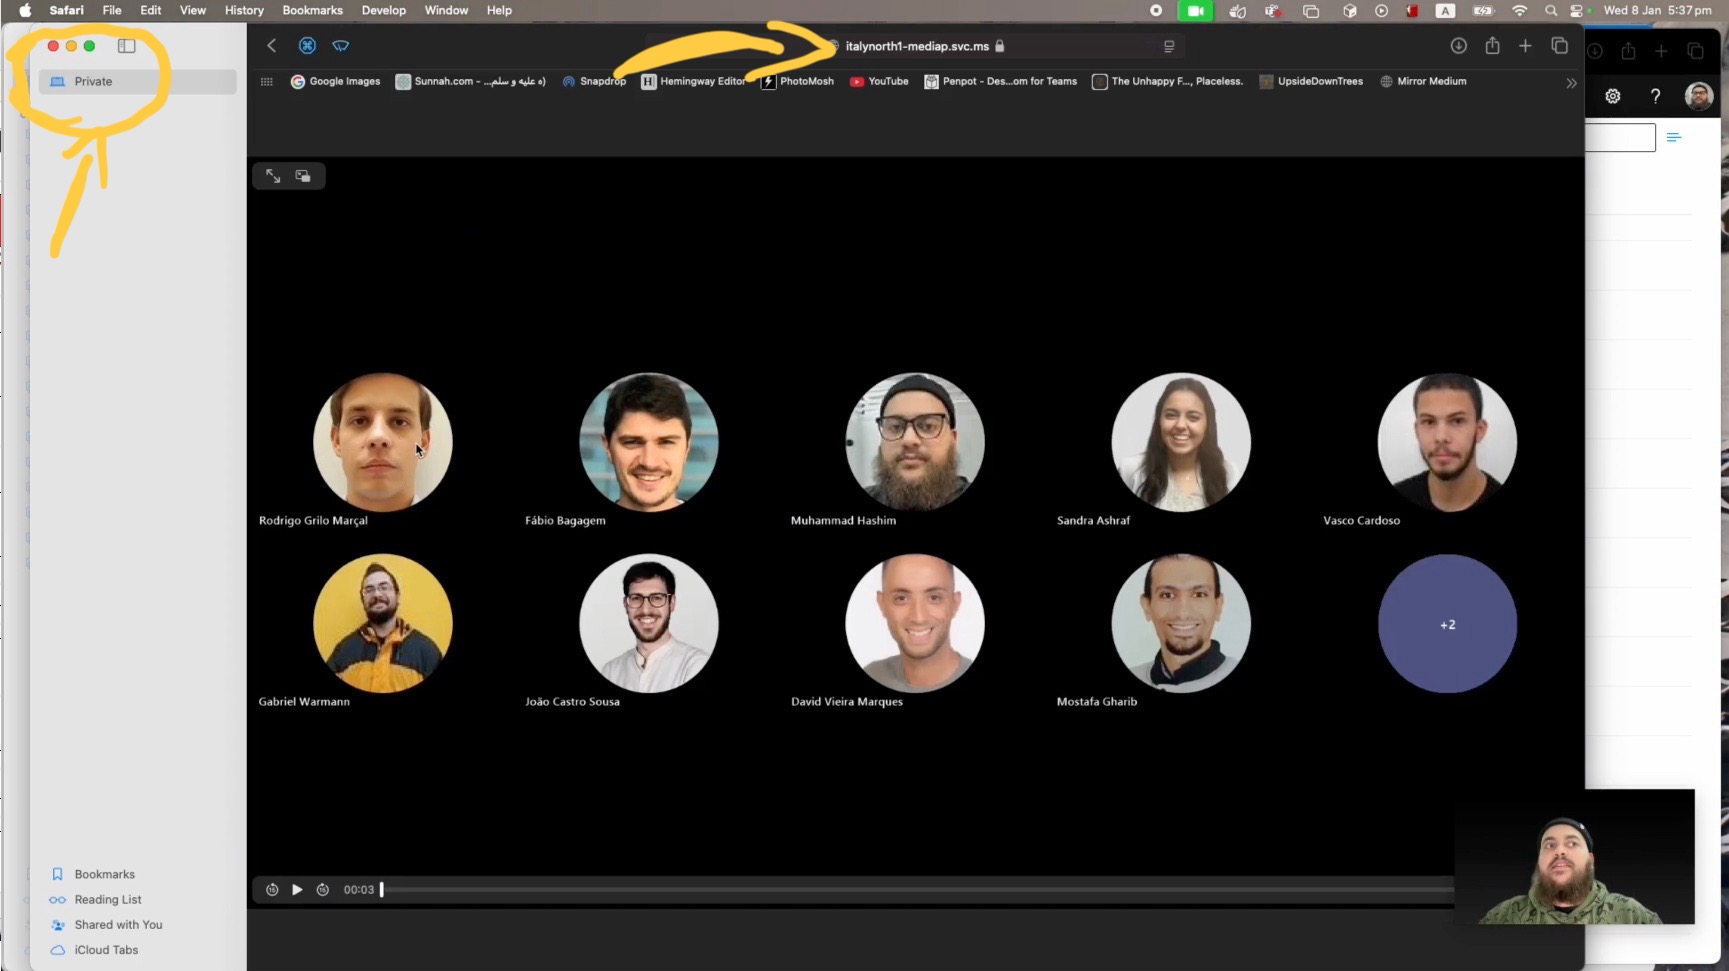 Safari File Edit View History Bookmarks Develop Window Help A Wed 8 Jan 5:37 pm
Private
italynorth1-mediap.svc.ms
Google Images Sunnah.com - ...ه عليه و سلم) Snapdrop H Hemingway Editor PhotoMosh YouTube Penpot - Des...om for Teams The Unhappy F..., Placeless. UpsideDownTrees Mirror Medium
Rodrigo Grilo Marçal Fábio Bagagem Muhammad Hashim Sandra Ashraf Vasco Cardoso
+2
Gabriel Warmann João Castro Sousa David Vieira Marques Mostafa Gharib
15 15 00:03
Bookmarks
Reading List
Shared with You
iCloud Tabs